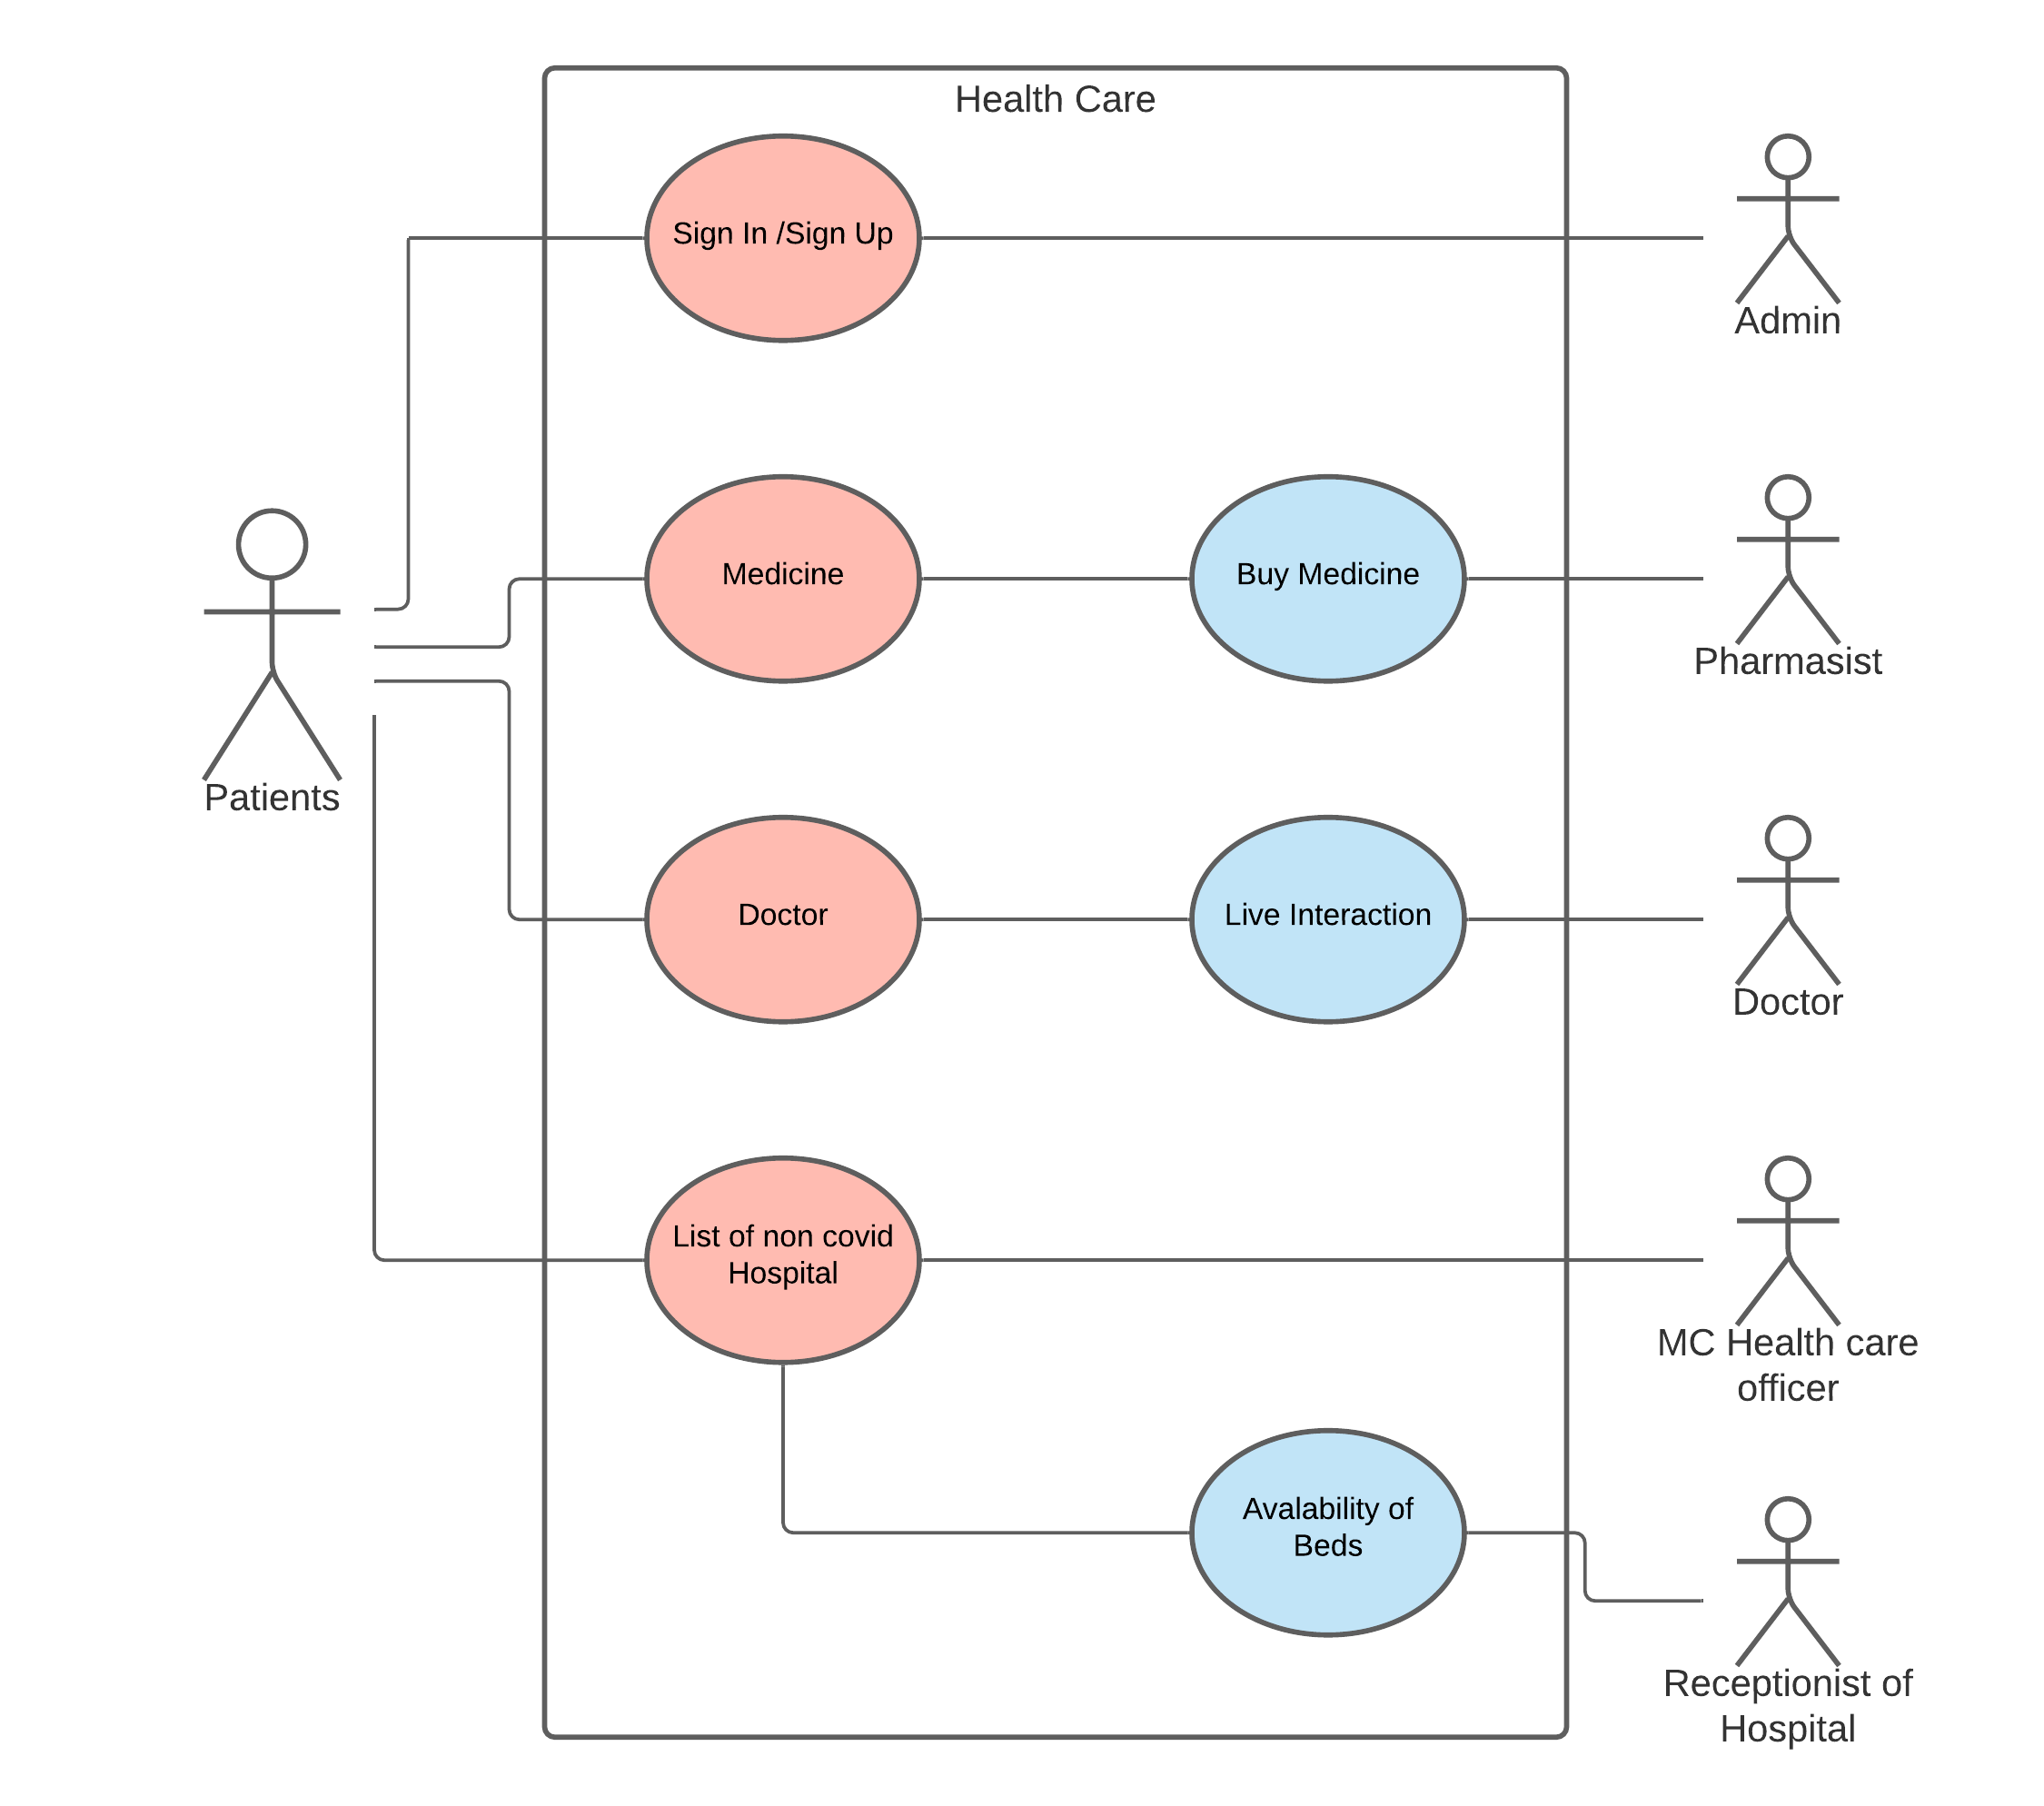 Health Care
Sign In /Sign Up
Admin
Medicine
Buy Medicine
Pharmasist
Patients
Doctor
Live Interaction
Doctor
List of non covid
Hospital
MC Health care
officer
Avalability of
Beds
Receptionist of
Hospital